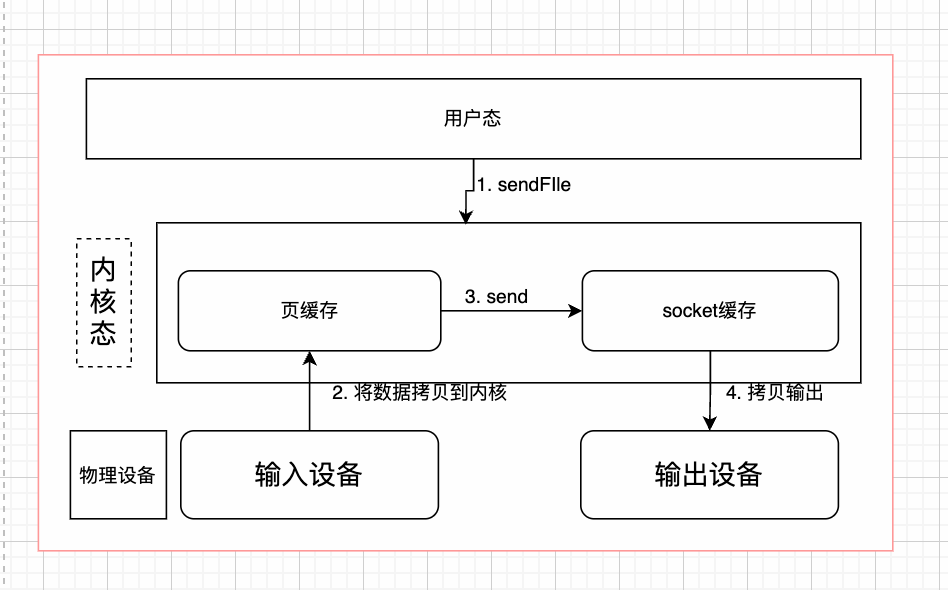 用户态
1. sendFIle
内
核
态
页缓存
3. send
socket缓存
2. 将数据拷贝到内核
4. 拷贝输出
物理设备
输入设备
输出设备